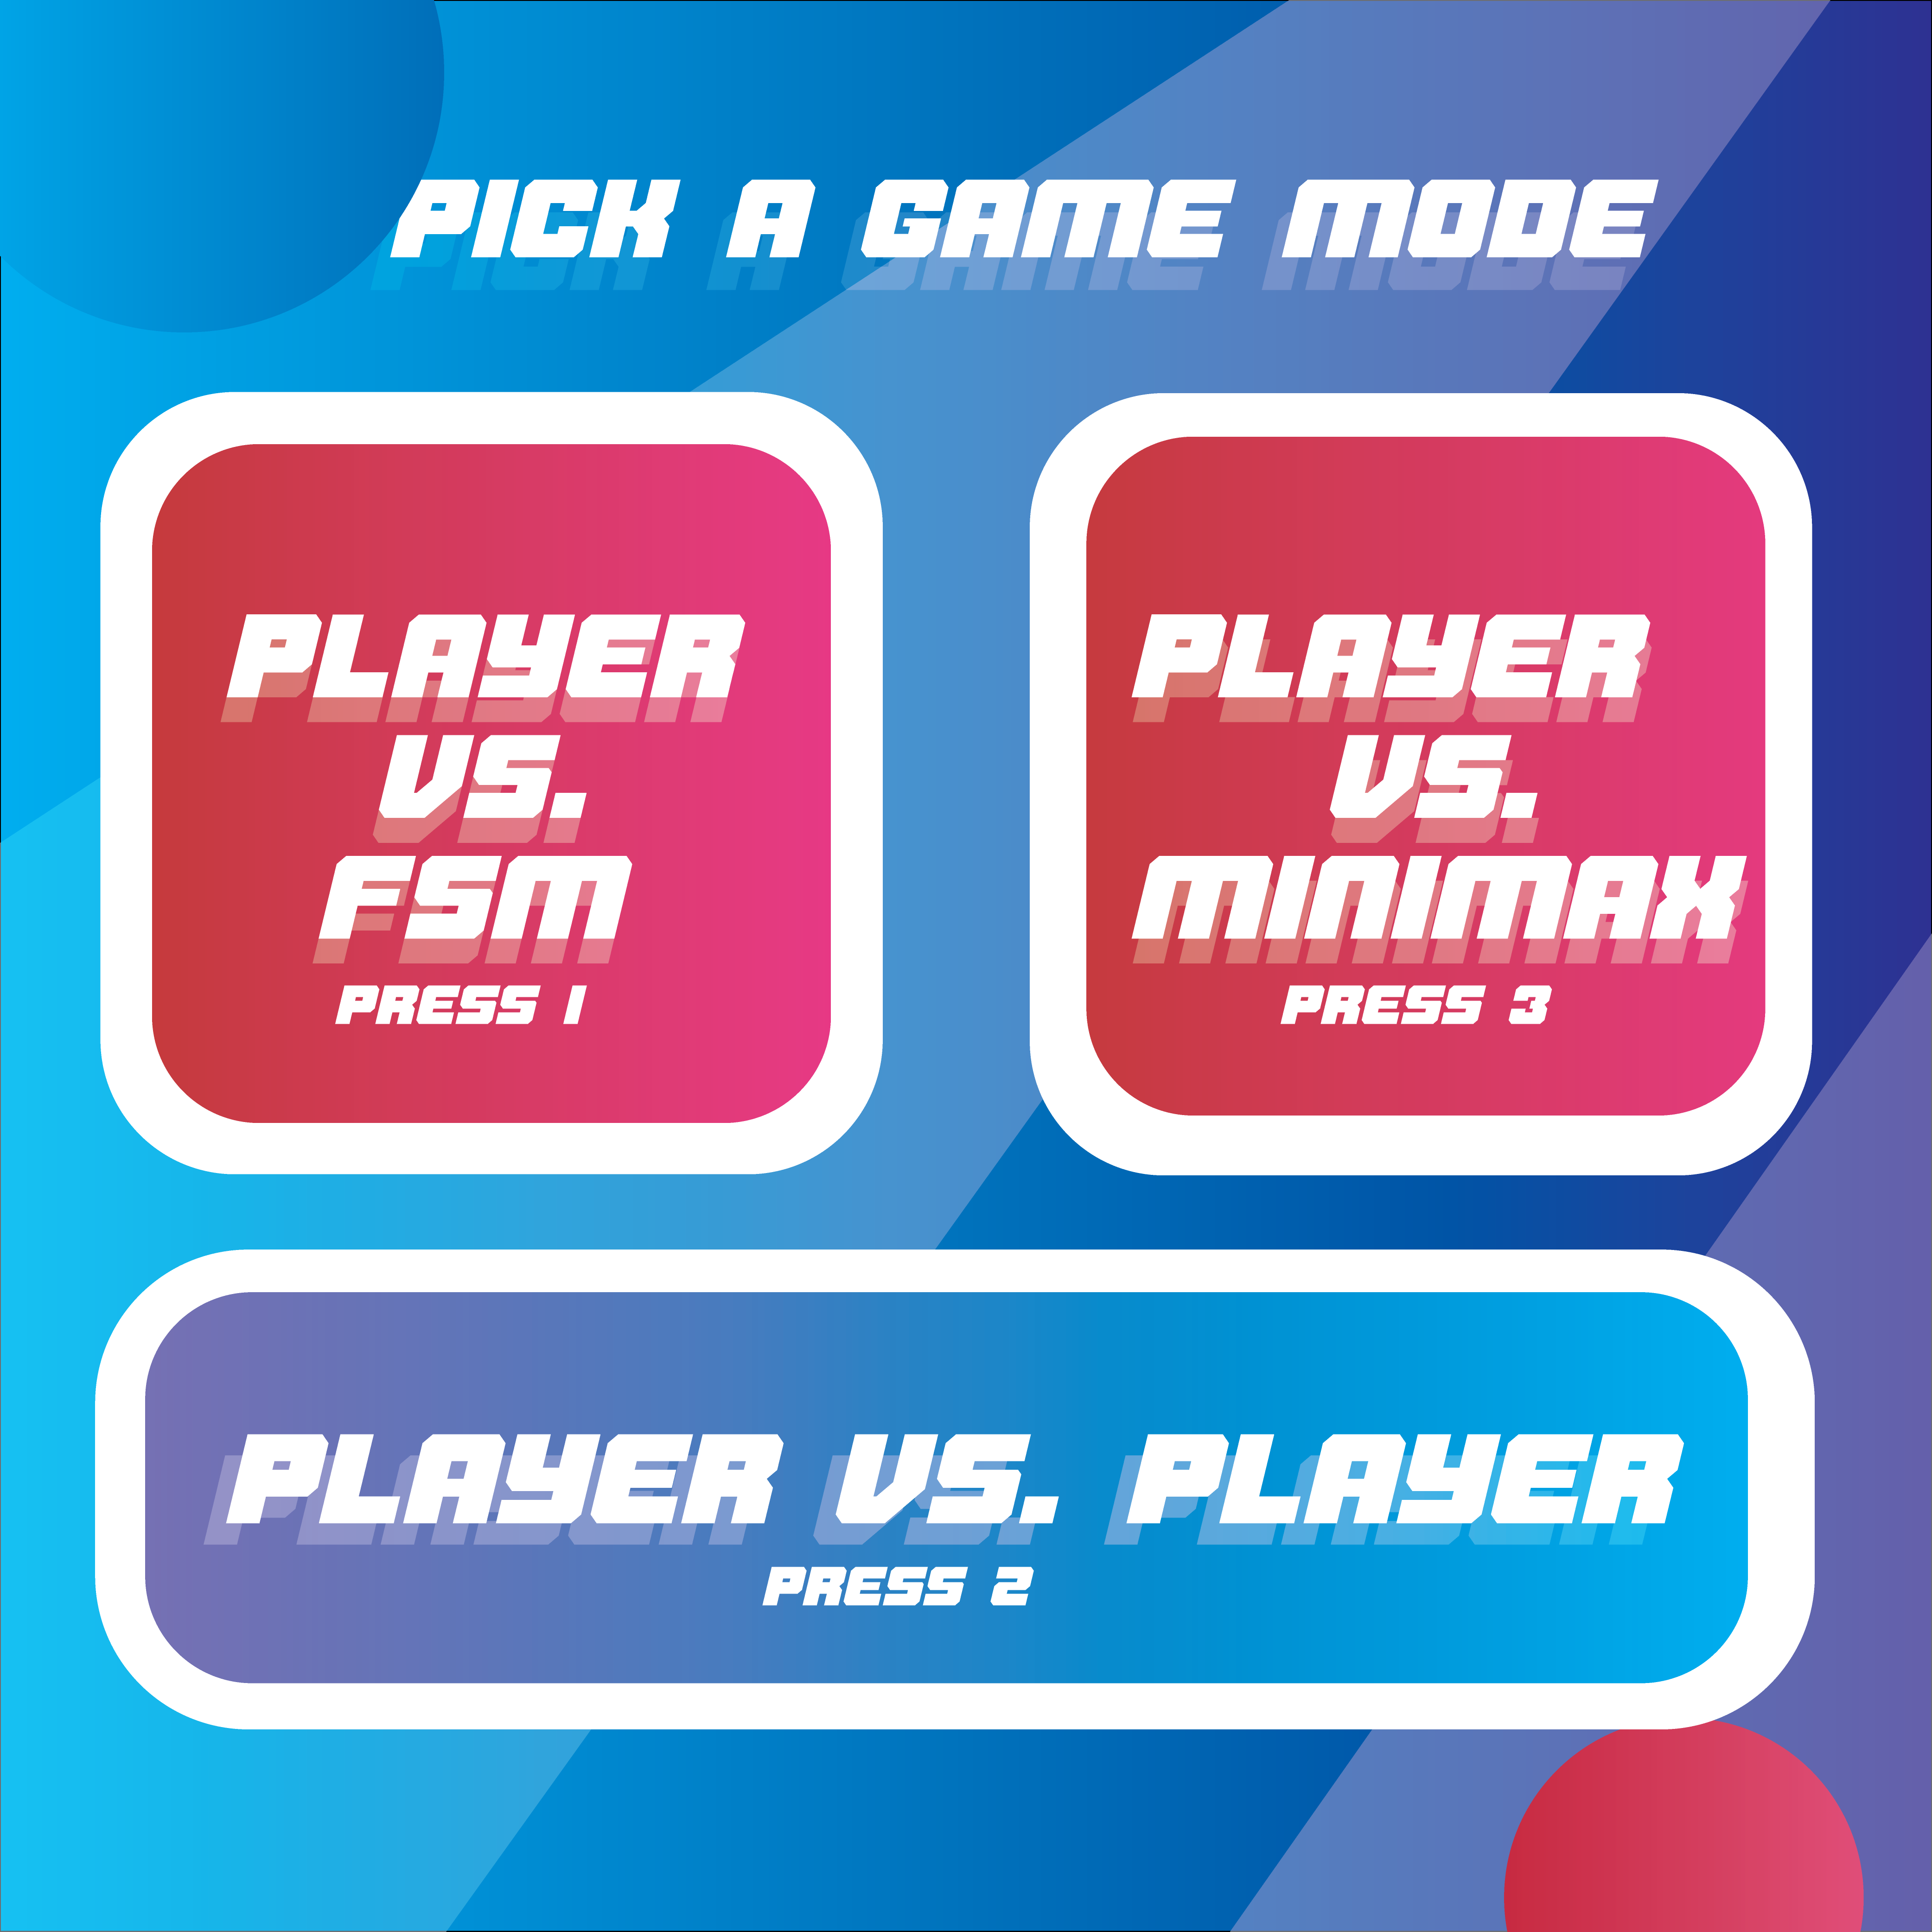 PICK A GAME MODE
PLAYER
VS.
FSM
PRESS 1
PLAYER
VS.
MINIMAX
PRESS 3
PLAYER VS. PLAYER
PRESS 2